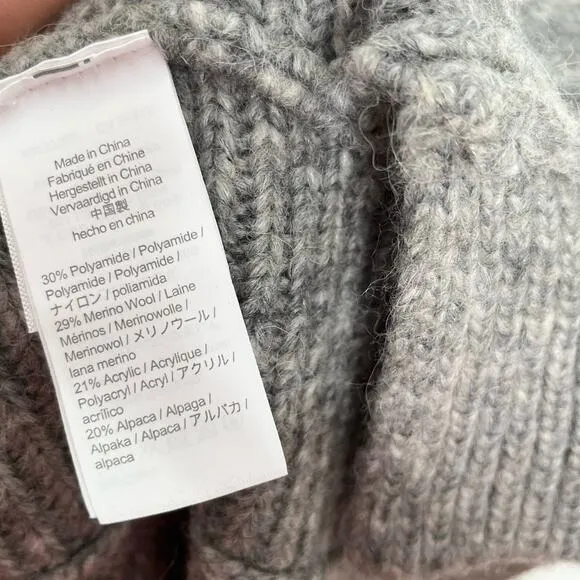 Made in China
Fabriqué en Chine
Hergestellt in China
Vervaardigd in China
中国製
hecho en china
30% Polyamide / Polyamide /
Polyamide / Polyamide /
ナイロン / poliamida
29% Merino Wool / Laine
Mérinos / Merinowolle /
Merinowol / メリノウール /
lana merino
21% Acrylic / Acrylique /
Polyacryl / Acryl / アクリル /
acrílico
20% Alpaca / Alpaga /
Alpaka / Alpaca / アルパカ /
alpaca